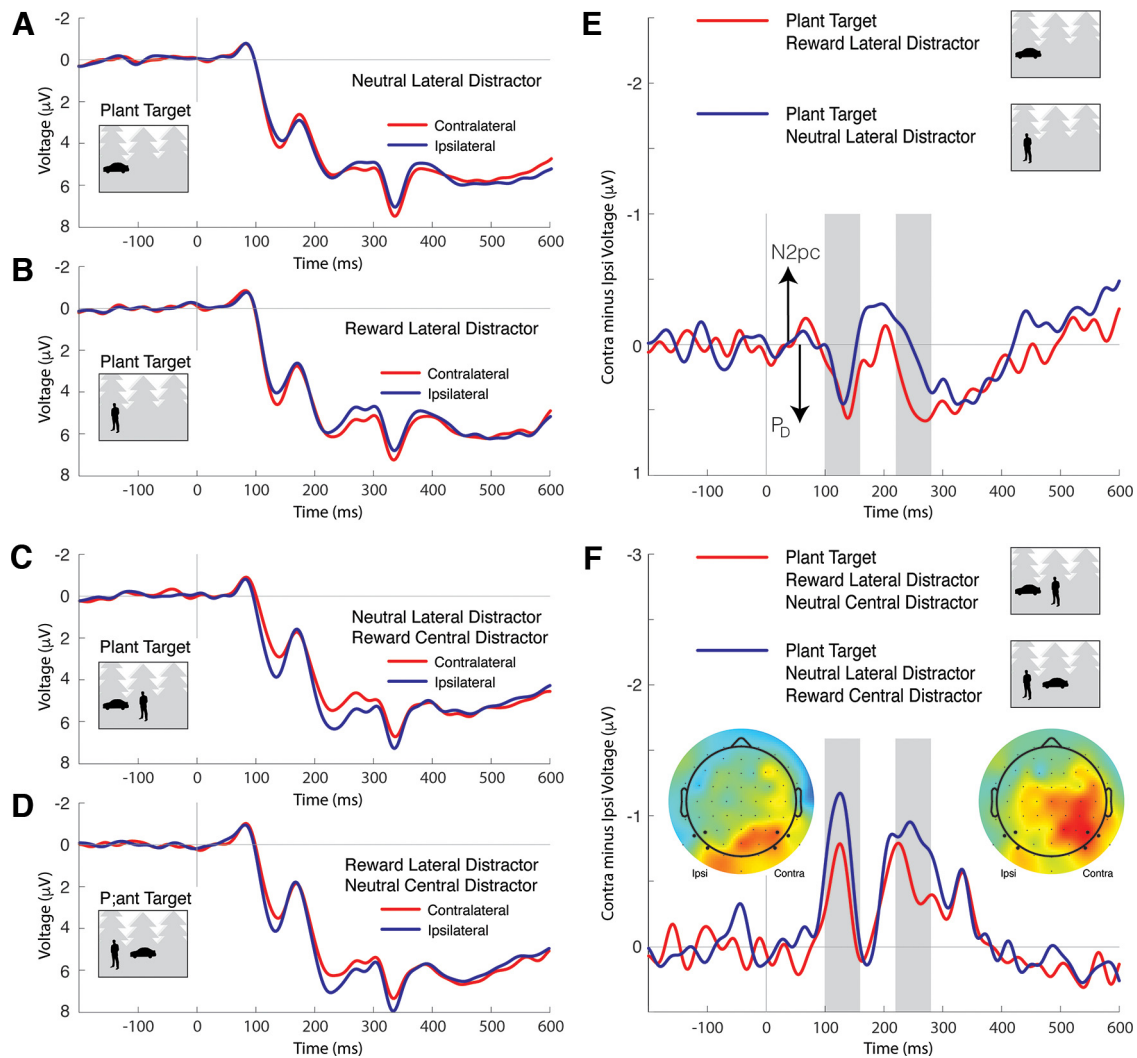 A
-2
0
2
4
6
8
Voltage (µV)
Neutral Lateral Distractor
Plant Target
Contralateral
Ipsilateral
-100 0 100 200 300 400 500 600
Time (ms)
B
-2
0
2
4
6
8
Voltage (µV)
Reward Lateral Distractor
Plant Target
Contralateral
Ipsilateral
-100 0 100 200 300 400 500 600
Time (ms)
C
-2
0
2
4
6
8
Voltage (µV)
Neutral Lateral Distractor
Reward Central Distractor
Plant Target
Contralateral
Ipsilateral
-100 0 100 200 300 400 500 600
Time (ms)
D
-2
0
2
4
6
8
Voltage (µV)
Reward Lateral Distractor
Neutral Central Distractor
P;ant Target
Contralateral
Ipsilateral
-100 0 100 200 300 400 500 600
Time (ms)
E
Plant Target
Reward Lateral Distractor
Plant Target
Neutral Lateral Distractor
-2
-1
0
1
Contra minus Ipsi Voltage (µV)
N2pc
PD
-100 0 100 200 300 400 500 600
Time (ms)
F
-3
-2
-1
0
Contra minus Ipsi Voltage (µV)
Plant Target
Reward Lateral Distractor
Neutral Central Distractor
Plant Target
Neutral Lateral Distractor
Reward Central Distractor
Ipsi Contra
Ipsi Contra
-100 0 100 200 300 400 500 600
Time (ms)